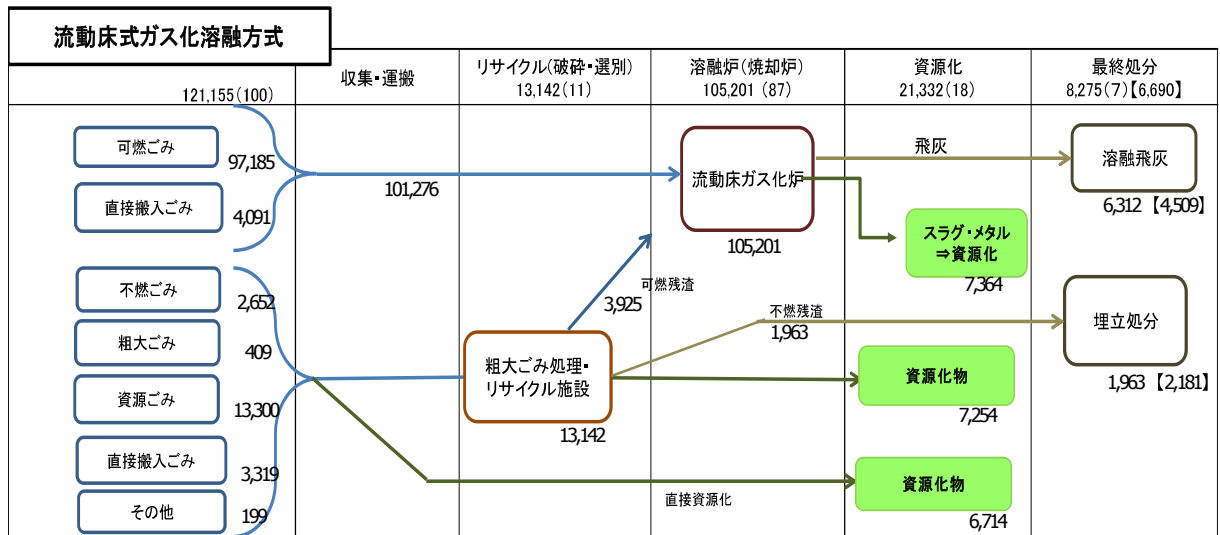 流動床式ガス化溶融方式
121,155(100)
収集・運搬
リサイクル(破砕・選別)
13,142(11)
溶融炉(焼却炉)
105,201 (87)
資源化
21,332(18)
最終処分
8,275(7)【6,690】
可燃ごみ
97,185
直接搬入ごみ
4,091
101,276
流動床ガス化炉
105,201
飛灰
溶融飛灰
6,312 【4,509】
スラグ・メタル
⇒資源化
7,364
不燃ごみ
2,652
粗大ごみ
409
資源ごみ
13,300
直接搬入ごみ
3,319
その他
199
可燃残渣
3,925
粗大ごみ処理・
リサイクル施設
13,142
不燃残渣
1,963
埋立処分
1,963 【2,181】
資源化物
7,254
直接資源化
資源化物
6,714